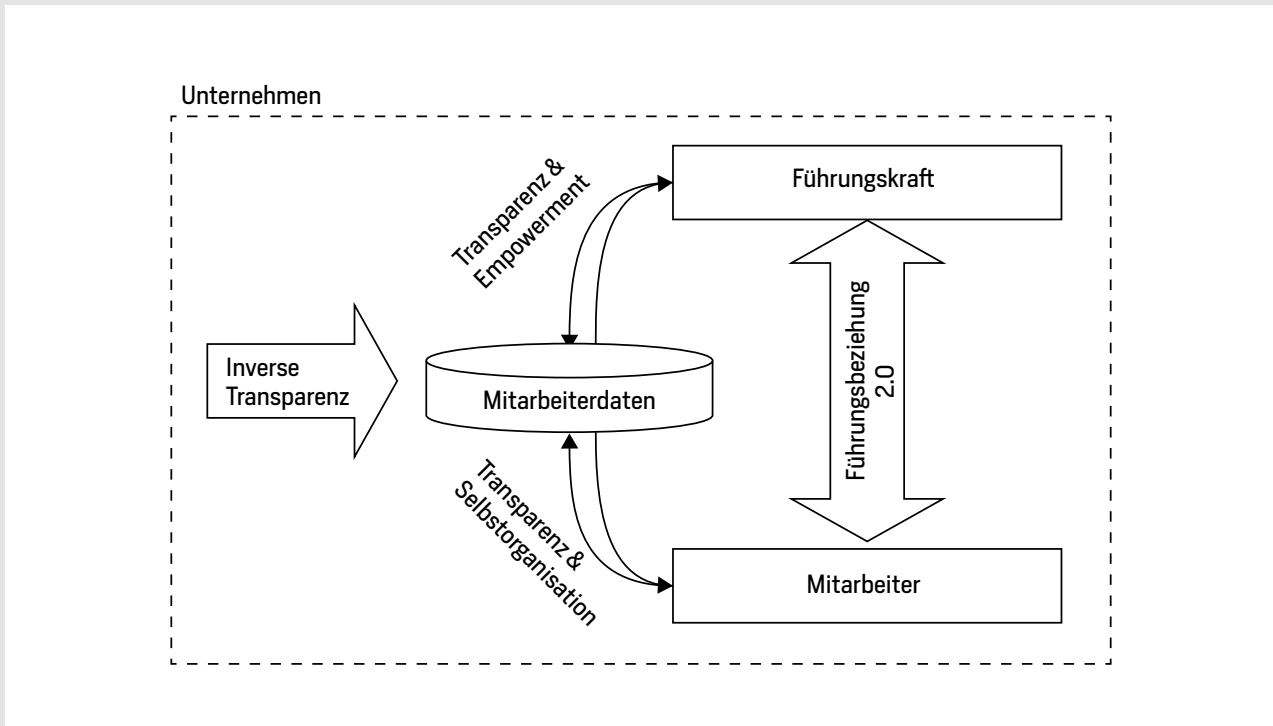 Unternehmen
Transparenz &
Empowerment
Führungskraft
Inverse
Transparenz
Mitarbeiterdaten
Führungsbeziehung
2.0
Transparenz &
Selbstorganisation
Mitarbeiter